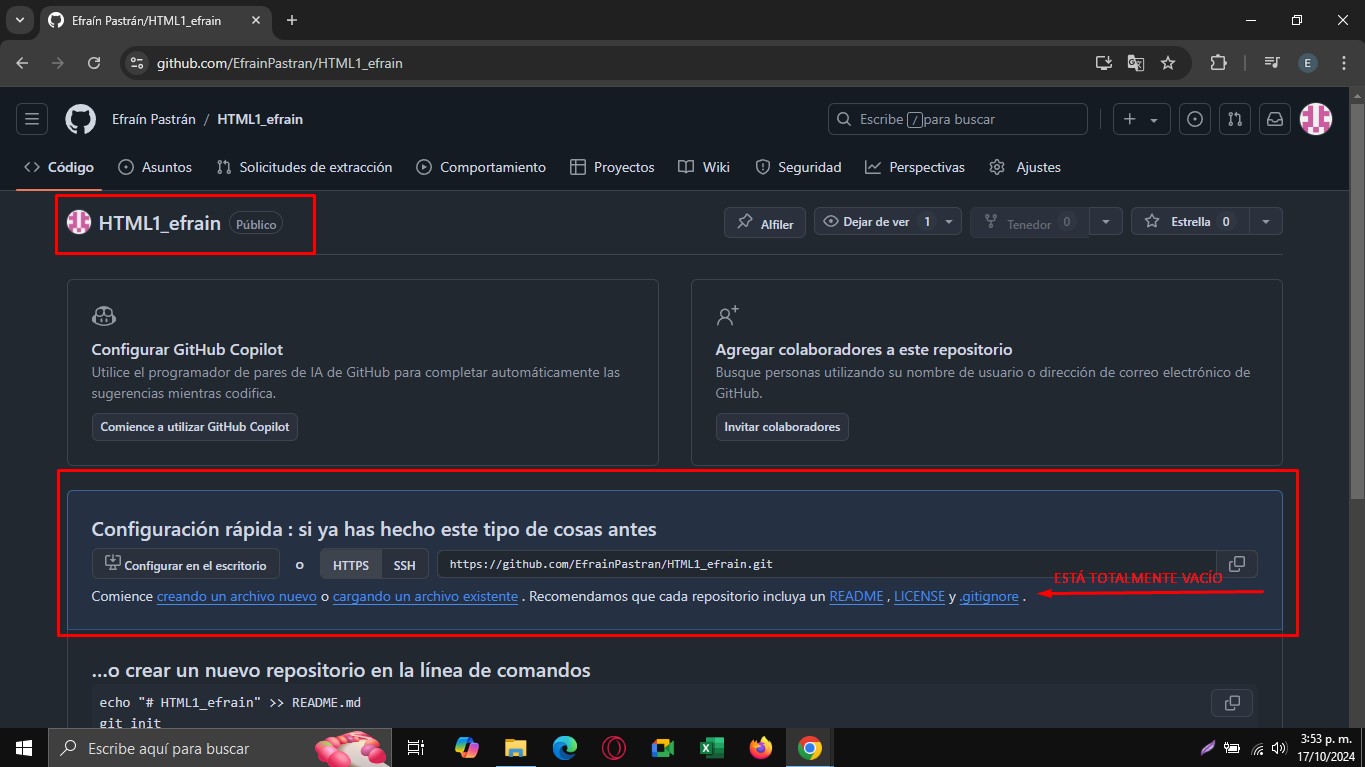 Efraín Pastrán/HTML1_efrain
github.com/EfrainPastran/HTML1_efrain
E
Efraín Pastrán / HTML1_efrain
Escribe / para buscar
Código Asuntos Solicitudes de extracción Comportamiento Proyectos Wiki Seguridad Perspectivas Ajustes
HTML1_efrain Público
Alfiler Dejar de ver 1 Tenedor 0 Estrella 0
Configurar GitHub Copilot
Utilice el programador de pares de IA de GitHub para completar automáticamente las
sugerencias mientras codifica.
Comience a utilizar GitHub Copilot
Agregar colaboradores a este repositorio
Busque personas utilizando su nombre de usuario o dirección de correo electrónico de
GitHub.
Invitar colaboradores
Configuración rápida : si ya has hecho este tipo de cosas antes
Configurar en el escritorio o HTTPS SSH https://github.com/EfrainPastran/HTML1_efrain.git
ESTÁ TOTALMENTE VACÍO
Comience creando un archivo nuevo o cargando un archivo existente . Recomendamos que cada repositorio incluya un README , LICENSE y .gitignore .
...o crear un nuevo repositorio en la línea de comandos
echo "# HTML1_efrain" >> README.md
git init
Escribe aquí para buscar
3:53 p. m.
17/10/2024